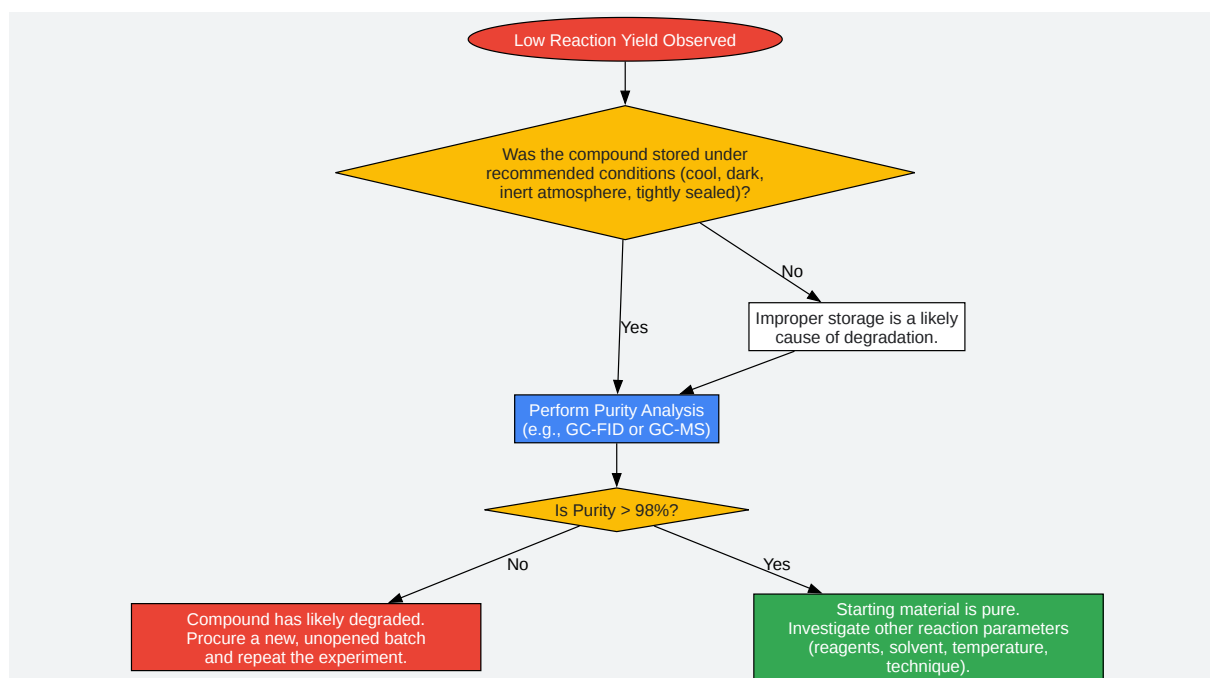 Low Reaction Yield Observed
Was the compound stored under
recommended conditions (cool, dark,
inert atmosphere, tightly sealed)?
No
Improper storage is a likely
cause of degradation.
Yes
Perform Purity Analysis
(e.g., GC-FID or GC-MS)
Is Purity > 98%?
No
Yes
Compound has likely degraded.
Procure a new, unopened batch
and repeat the experiment.
Starting material is pure.
Investigate other reaction parameters
(reagents, solvent, temperature,
technique).